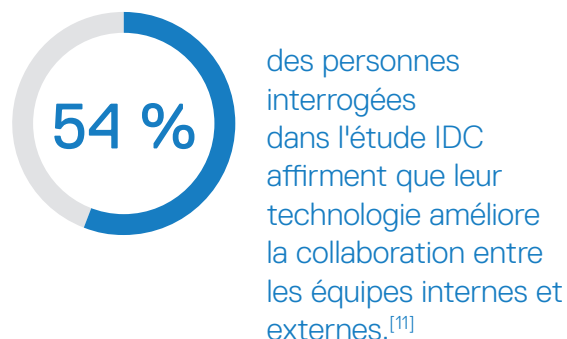 54 %
des personnes
interrogées
dans l'étude IDC
affirment que leur
technologie améliore
la collaboration entre
les équipes internes et
externes.[11]